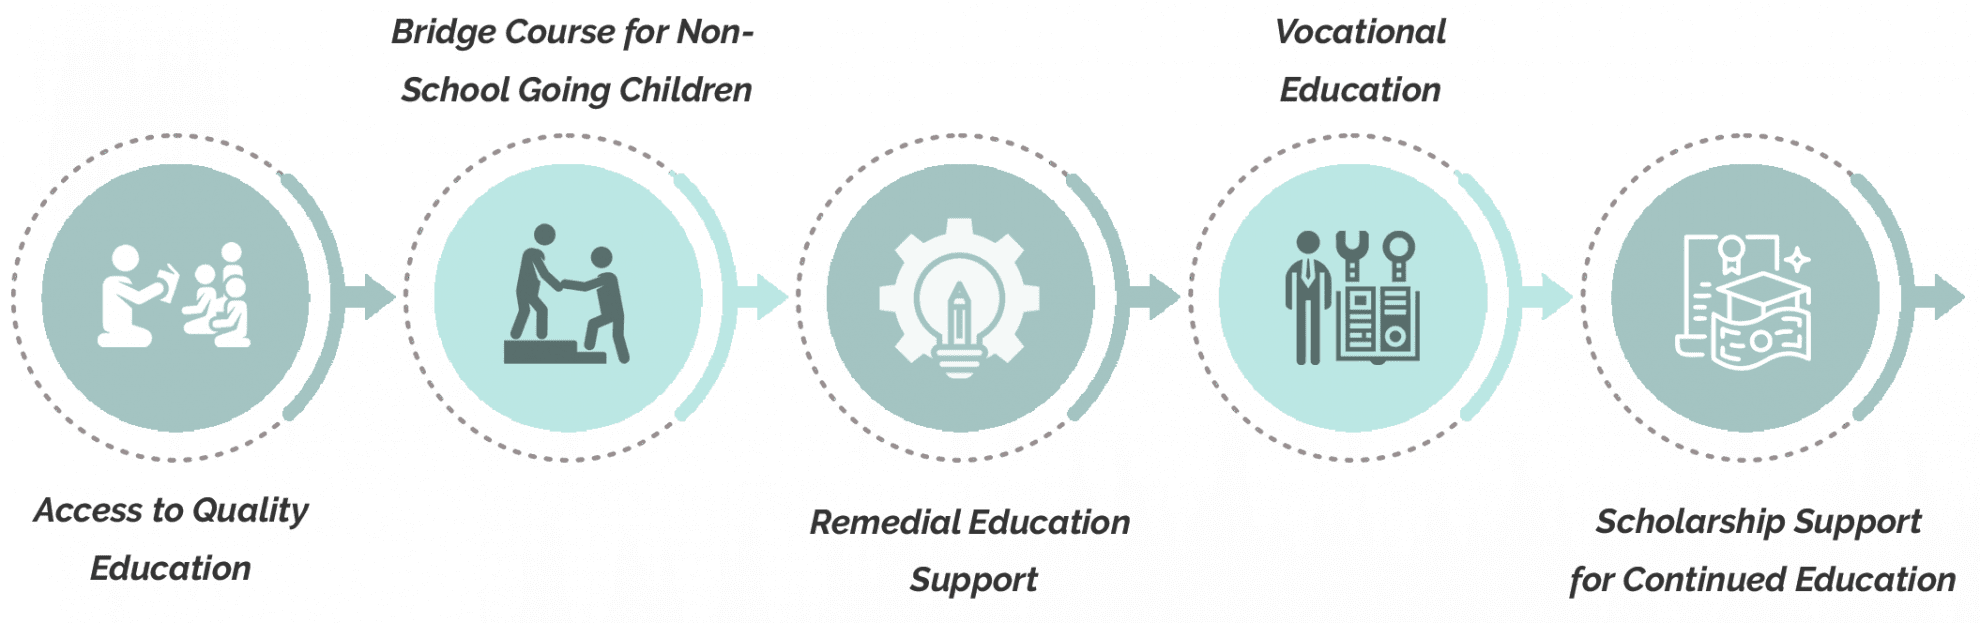 Access to Quality
Education
Bridge Course for Non-
School Going Children
Remedial Education
Support
Vocational
Education
Scholarship Support
for Continued Education